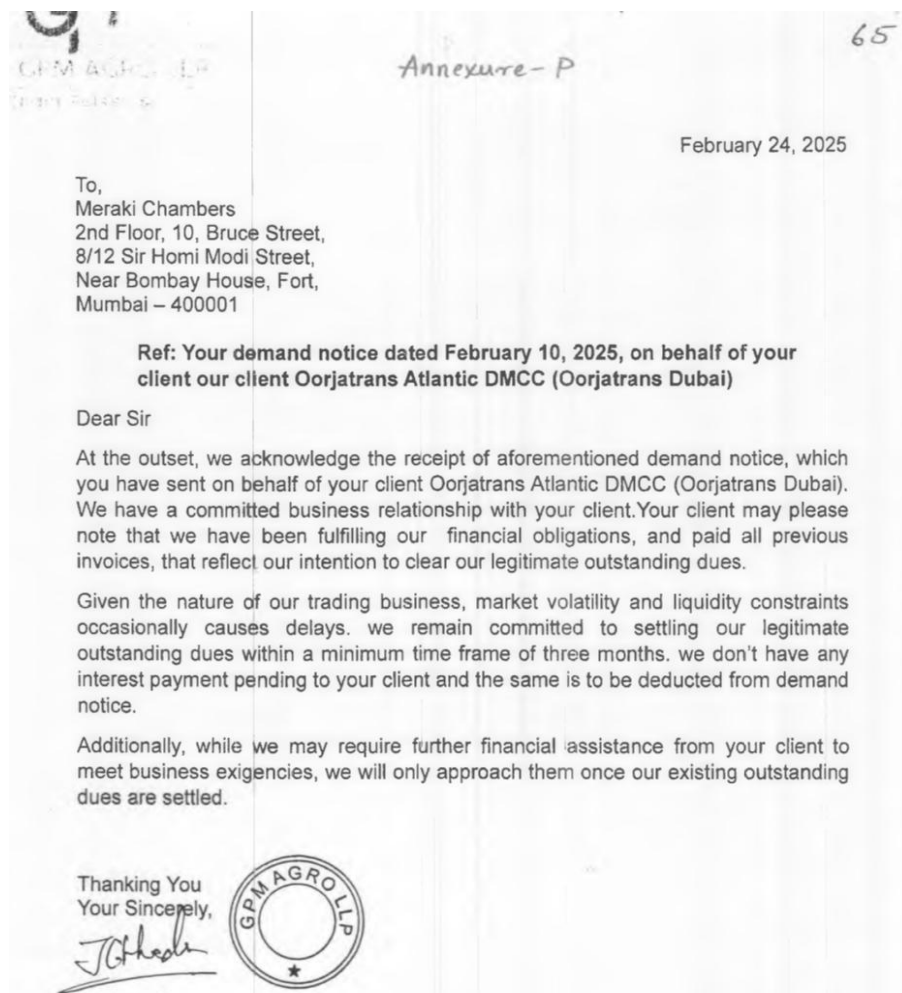 65
Annexure-P
GPM AGRO LLP
February 24, 2025
To,
Meraki Chambers
2nd Floor, 10, Bruce Street,
8/12 Sir Homi Modi Street,
Near Bombay House, Fort,
Mumbai – 400001
Ref: Your demand notice dated February 10, 2025, on behalf of your
client our client Oorjatrans Atlantic DMCC (Oorjatrans Dubai)
Dear Sir
At the outset, we acknowledge the receipt of aforementioned demand notice, which
you have sent on behalf of your client Oorjatrans Atlantic DMCC (Oorjatrans Dubai).
We have a committed business relationship with your client.Your client may please
note that we have been fulfilling our financial obligations, and paid all previous
invoices, that reflect our intention to clear our legitimate outstanding dues.
Given the nature of our trading business, market volatility and liquidity constraints
occasionally causes delays. we remain committed to settling our legitimate
outstanding dues within a minimum time frame of three months. we don't have any
interest payment pending to your client and the same is to be deducted from demand
notice.
Additionally, while we may require further financial assistance from your client to
meet business exigencies, we will only approach them once our existing outstanding
dues are settled.
Thanking You
Your Sincerely,
GPM AGRO LLP